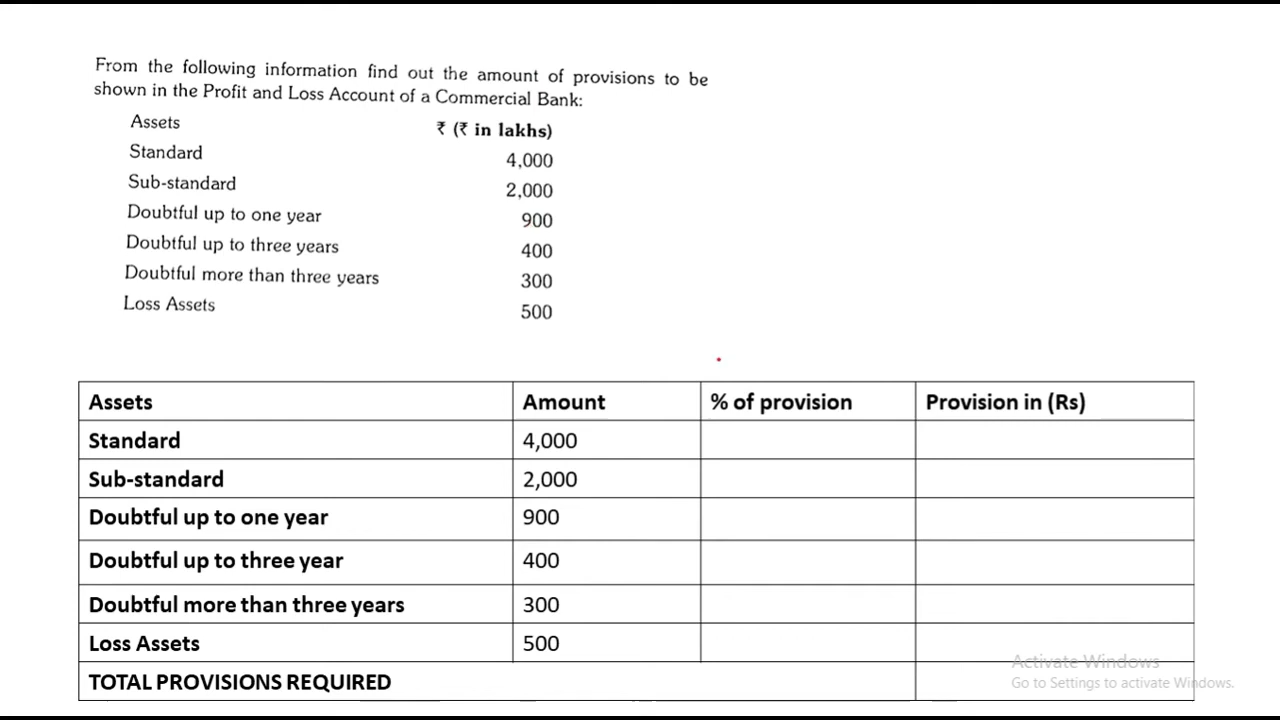 From the following information find out the amount of provisions to be
shown in the Profit and Loss Account of a Commercial Bank:
Assets ₹ (₹ in lakhs)
Standard 4,000
Sub-standard 2,000
Doubtful up to one year 900
Doubtful up to three years 400
Doubtful more than three years 300
Loss Assets 500
Assets Amount % of provision Provision in (Rs)
Standard 4,000
Sub-standard 2,000
Doubtful up to one year 900
Doubtful up to three year 400
Doubtful more than three years 300
Loss Assets 500
TOTAL PROVISIONS REQUIRED
Activate Windows
Go to Settings to activate Windows.